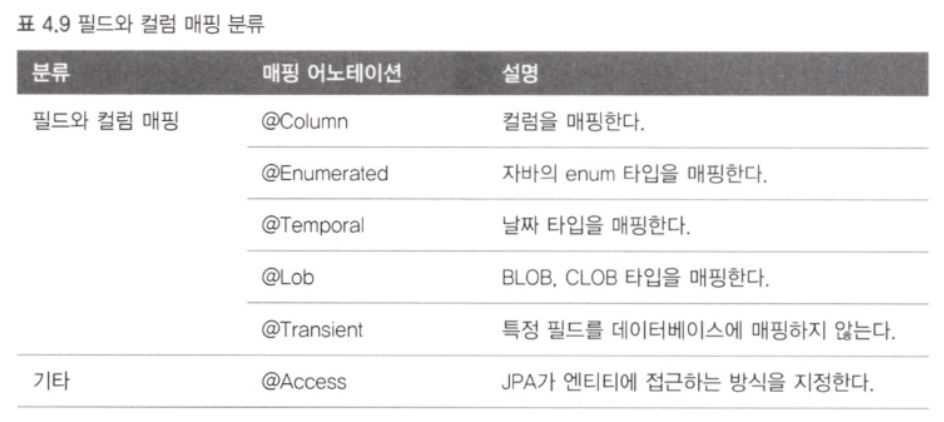 표 4.9 필드와 컬럼 매핑 분류
분류 매핑 어노테이션 설명
필드와 컬럼 매핑 @Column 컬럼을 매핑한다.
@Enumerated 자바의 enum 타입을 매핑한다.
@Temporal 날짜 타입을 매핑한다.
@Lob BLOB, CLOB 타입을 매핑한다.
@Transient 특정 필드를 데이터베이스에 매핑하지 않는다.
기타 @Access JPA가 엔티티에 접근하는 방식을 지정한다.